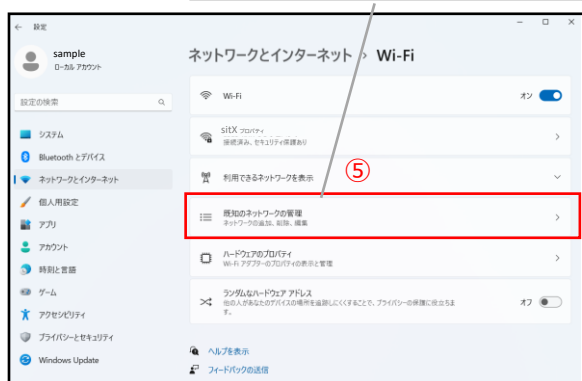 設定
sample
ローカル アカウント
設定の検索
システム
Bluetooth とデバイス
ネットワークとインターネット
個人用設定
アプリ
アカウント
時刻と言語
ゲーム
アクセシビリティ
プライバシーとセキュリティ
Windows Update
ネットワークとインターネット › Wi-Fi
Wi-Fi
オン
sitX プロパティ
接続済み、セキュリティ保護あり
利用できるネットワークを表示
⑤
既知のネットワークの管理
ネットワークの追加、削除、編集
ハードウェアのプロパティ
Wi-Fi アダプターのプロパティの表示と管理
ランダムなハードウェア アドレス
他の人があなたのデバイスの場所を追跡しにくくすることで、プライバシーの保護に役立ちま
す。
オフ
ヘルプを表示
フィードバックの送信